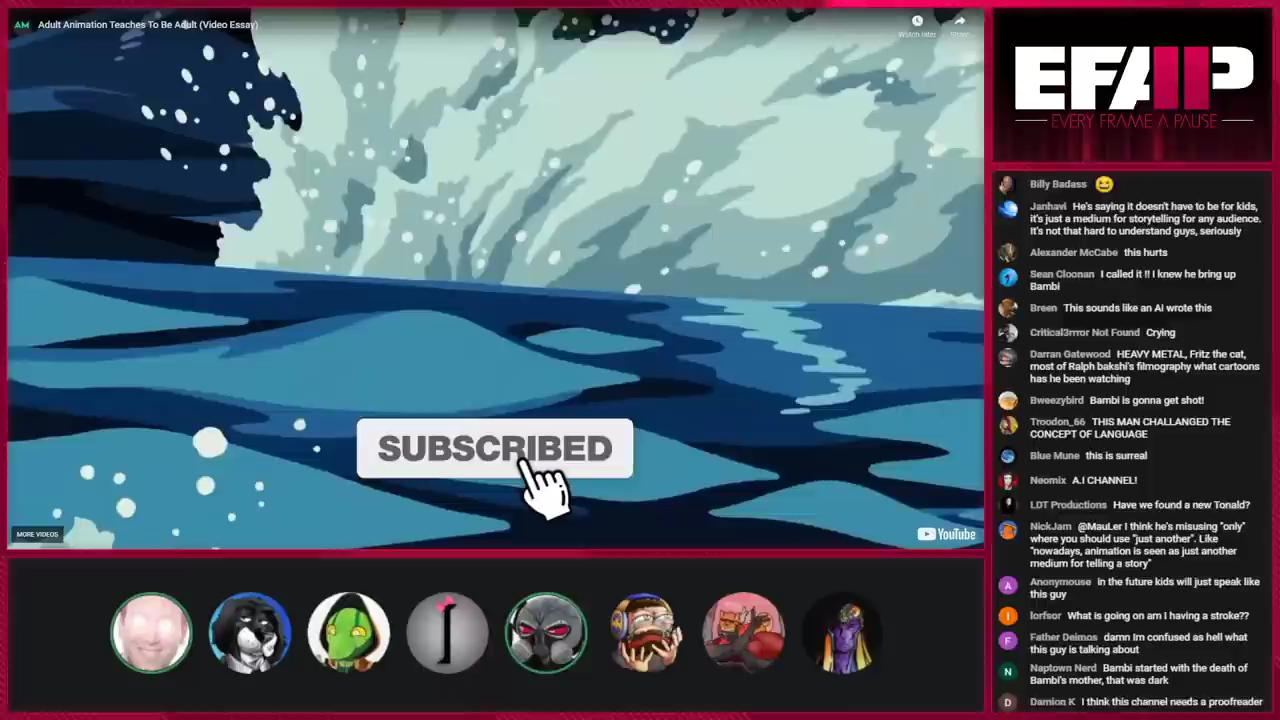 AM Adult Animation Teaches To Be Adult (Video Essay)
Watch later
Share
SUBSCRIBED
MORE VIDEOS
YouTube
EFAP
EVERY FRAME A PAUSE
Billy Badass
Janhavi He's saying it doesn't have to be for kids,
it's just a medium for storytelling for any audience.
It's not that hard to understand guys, seriously
Alexander McCabe this hurts
Sean Cloonan I called it !! I knew he bring up
Bambi
Breen This sounds like an AI wrote this
Critical3rrror Not Found Crying
Darran Gatewood HEAVY METAL, Fritz the cat,
most of Ralph bakshi's filmography what cartoons
has he been watching
Bweezybird Bambi is gonna get shot!
Troodon_66 THIS MAN CHALLANGED THE
CONCEPT OF LANGUAGE
Blue Mune this is surreal
Neomix A.I CHANNEL!
LDT Productions Have we found a new Tonald?
NickJam @MauLer I think he's misusing "only"
where you should use "just another". Like
"nowadays, animation is seen as just another
medium for telling a story"
A Anonymouse in the future kids will just speak like
this guy
I lorfsor What is going on am I having a stroke??
F Father Deimos damn Im confused as hell what
this guy is talking about
N Naptown Nerd Bambi started with the death of
Bambi's mother, that was dark
D Damion K I think this channel needs a proofreader